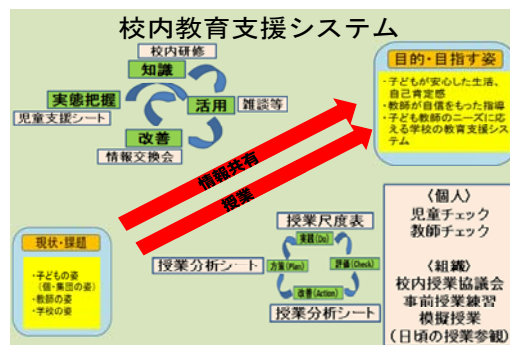 校内教育支援システム
校内研修
知識
実態把握
児童支援シート
活用
雑談等
改善
情報交換会
目的・目指す姿
・子どもが安心した生活、
自己肯定感
・教師が自信をもった指導
・子ども教師のニーズに応
える学校の教育支援シス
テム
情報共有
授業
現状・課題
・子どもの姿
(個・集団の姿)
・教師の姿
・学校の姿
授業尺度表
実践(Do)
授業分析シート
方策(Plan)
評価(Check)
改善(Action)
授業分析シート
〈個人〉
児童チェック
教師チェック
〈組織〉
校内授業協議会
事前授業練習
模擬授業
(日頃の授業参観)